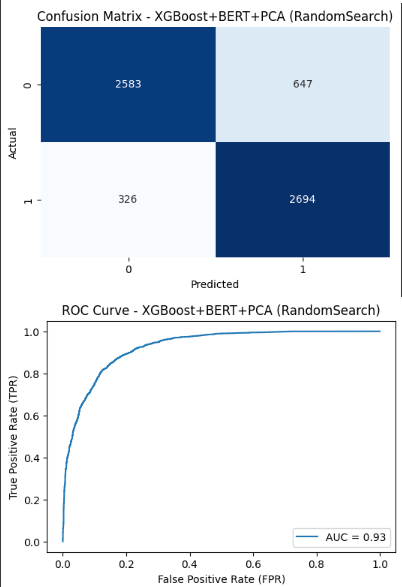 Confusion Matrix - XGBoost+BERT+PCA (RandomSearch)
Actual
0
2583
647
1
326
2694
0
1
Predicted
ROC Curve - XGBoost+BERT+PCA (RandomSearch)
True Positive Rate (TPR)
1.0
0.8
0.6
0.4
0.2
0.0
AUC = 0.93
0.0
0.2
0.4
0.6
0.8
1.0
False Positive Rate (FPR)